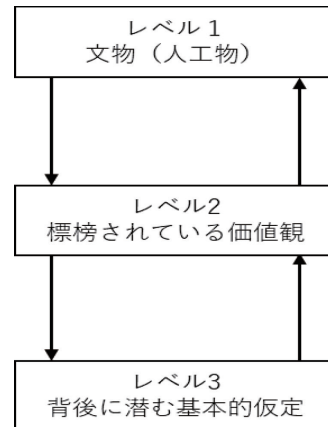 レベル1
文物（人工物）
レベル2
標榜されている価値観
レベル3
背後に潜む基本的仮定